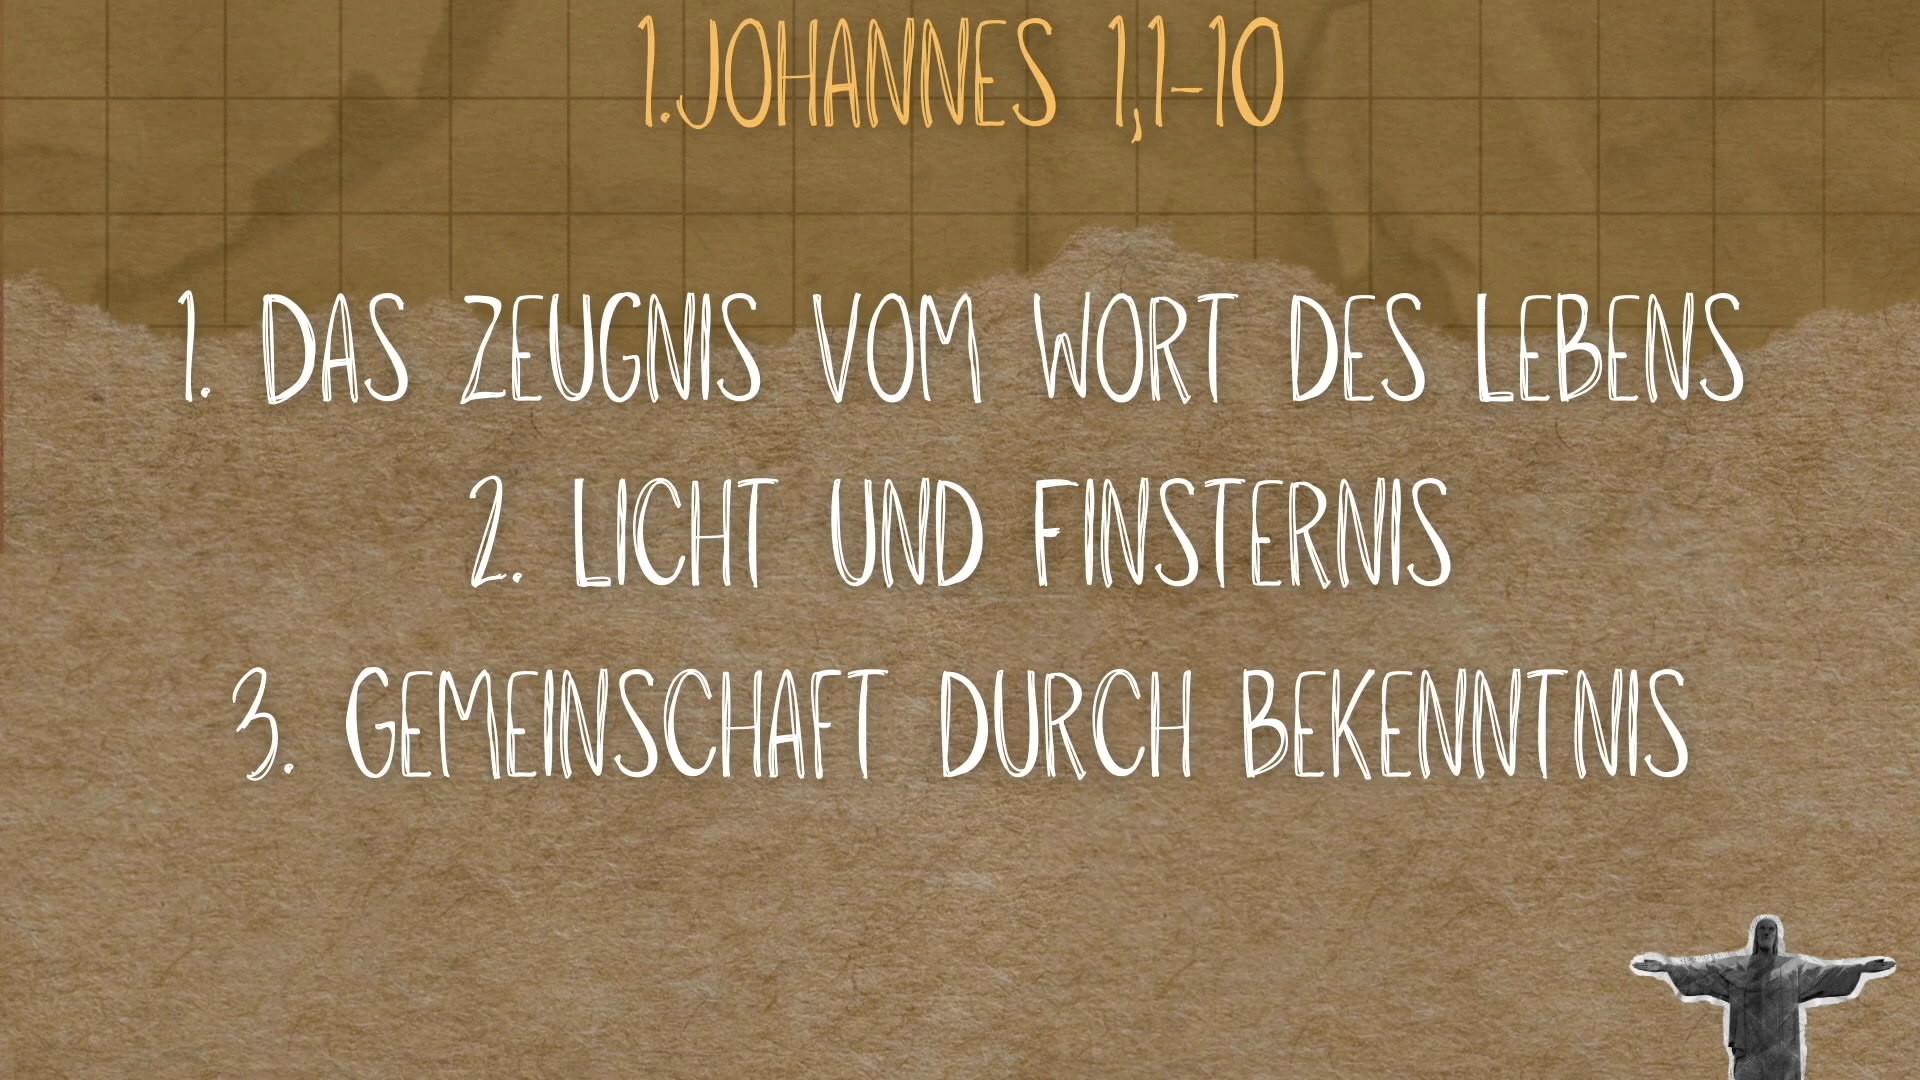 1.JOHANNES 1,1-10
1. DAS ZEUGNIS VOM WORT DES LEBENS
2. LICHT UND FINSTERNIS
3. GEMEINSCHAFT DURCH BEKENNTNIS